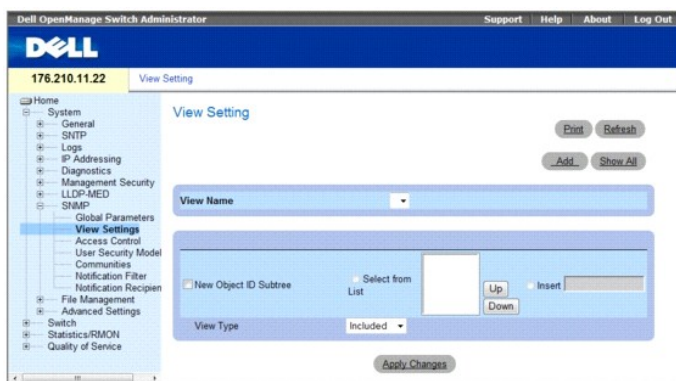 Dell OpenManage Switch Administrator
Support Help About Log Out
DELL
176.210.11.22
View Setting
Home
System
General
SNTP
Logs
IP Addressing
Diagnostics
Management Security
LLDP-MED
SNMP
Global Parameters
View Settings
Access Control
User Security Model
Communities
Notification Filter
Notification Recipien
File Management
Advanced Settings
Switch
Statistics/RMON
Quality of Service
View Setting
Print Refresh
Add Show All
View Name
New Object ID Subtree
Select from List
Up
Down
Insert
View Type
Included
Apply Changes